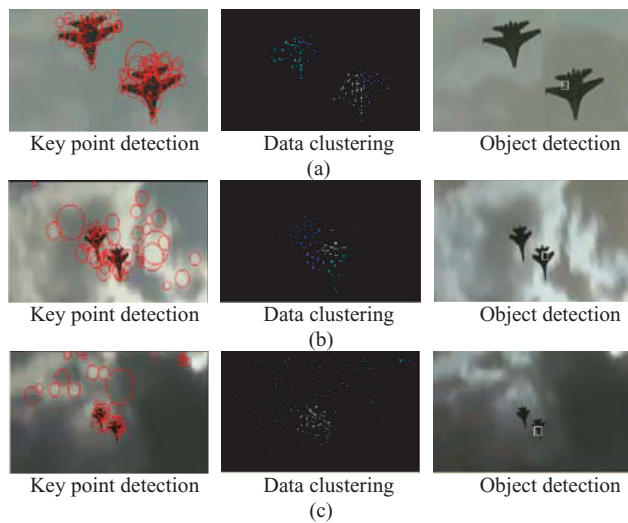 Key point detection Data clustering Object detection
(a)
Key point detection Data clustering Object detection
(b)
Key point detection Data clustering Object detection
(c)